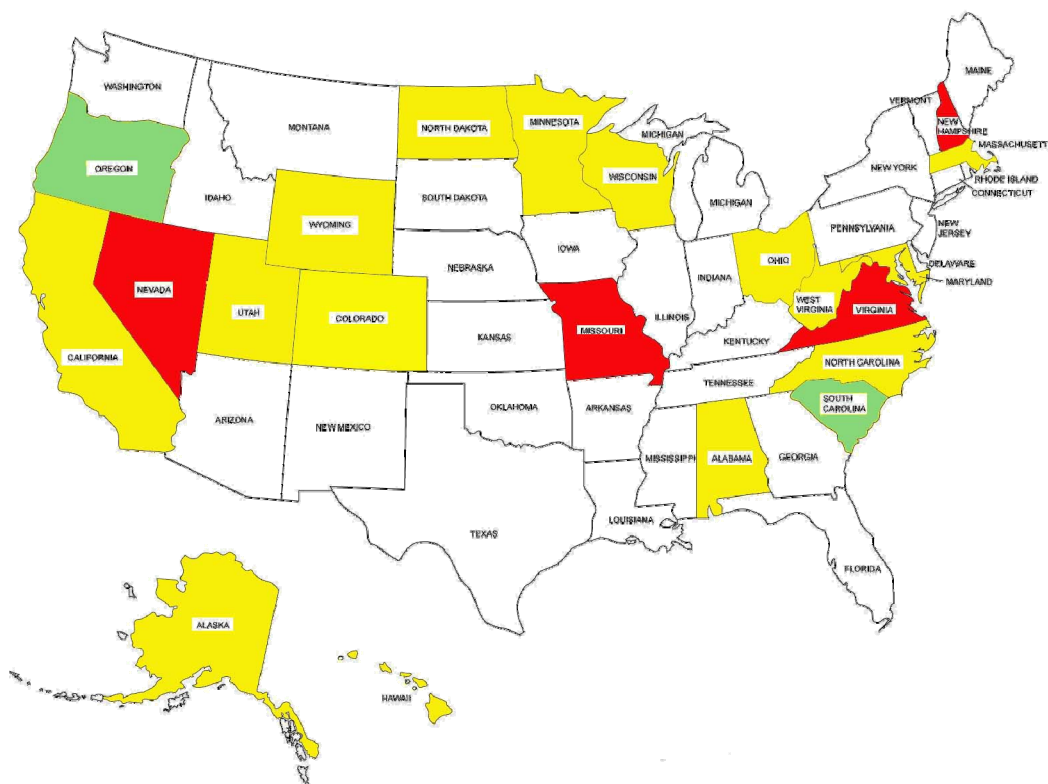 MAINE
WASHINGTON
VERMONT
MONTANA
NORTH DAKOTA
MINNESOTA
MICHIGAN
NEW
HAMPSHIRE
MASSACHUSETT
OREGON
WISCONSIN
NEW YORK
RHODE ISLAND
CONNECTICUT
IDAHO
SOUTH DAKOTA
MICHIGAN
WYOMING
PENNSYLVANIA
NEW
JERSEY
IOWA
OHIO
DELAWARE
NEBRASKA
INDIANA
MARYLAND
NEVADA
WEST
VIRGINIA
UTAH
COLORADO
ILLINOIS
VIRGINIA
MISSOURI
KANSAS
KENTUCKY
CALIFORNIA
NORTH CAROLINA
TENNESSEE
SOUTH
CAROLINA
ARIZONA
NEW MEXICO
OKLAHOMA
ARKANSAS
MISSISSIPPI
ALABAMA
GEORGIA
LOUISIANA
TEXAS
FLORIDA
ALASKA
HAWAII